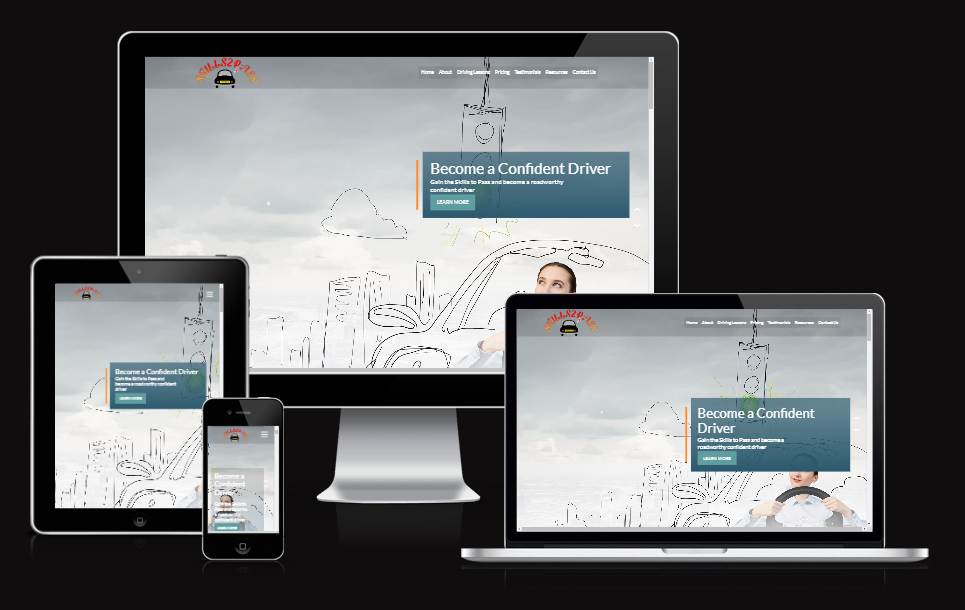 SKILLS2PASS
Home About Driving Lessons Pricing Testimonials Resources Contact Us
Become a Confident Driver
Gain the Skills to Pass and become a roadworthy
confident driver
LEARN MORE
Become a Confident Driver
Gain the Skills to Pass and
become a roadworthy confident
driver
LEARN MORE
Become a
Confident
LEARN MORE
SKILLS2PASS
Home About Driving Lessons Pricing Testimonials Resources Contact Us
Become a Confident
Driver
Gain the Skills to Pass and become a
roadworthy confident driver
LEARN MORE